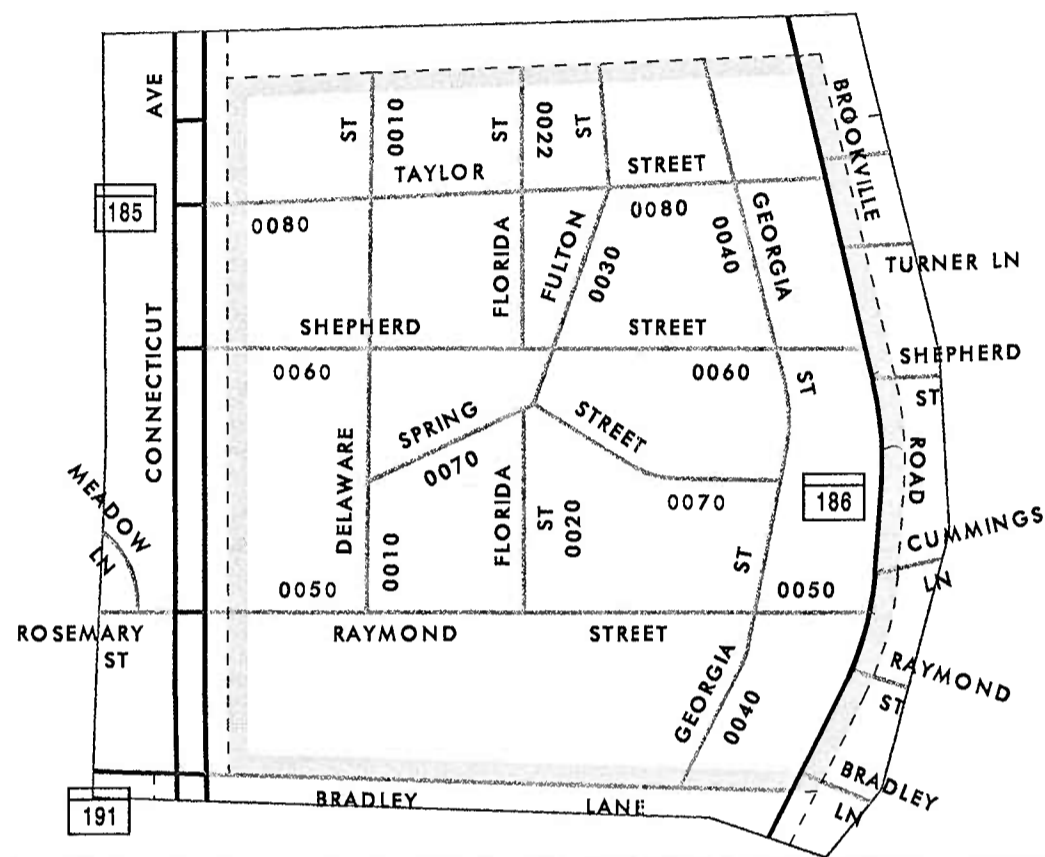 AVE
ST
0010
ST
0022
ST
BROOKVILLE
TAYLOR
STREET
185
0080
0080
FLORIDA
FULTON
0030
0040
GEORGIA
TURNER LN
CONNECTICUT
SHEPHERD
STREET
SHEPHERD
ST
0060
0060
ST
SPRING
STREET
0070
0070
DELAWARE
FLORIDA
ST
0020
186
ROAD
MEADOW
LN
CUMMINGS
LN
0010
0050
ST
0050
ROSEMARY
ST
RAYMOND
STREET
GEORGIA
0040
RAYMOND
ST
BRADLEY
LANE
BRADLEY
LN
191